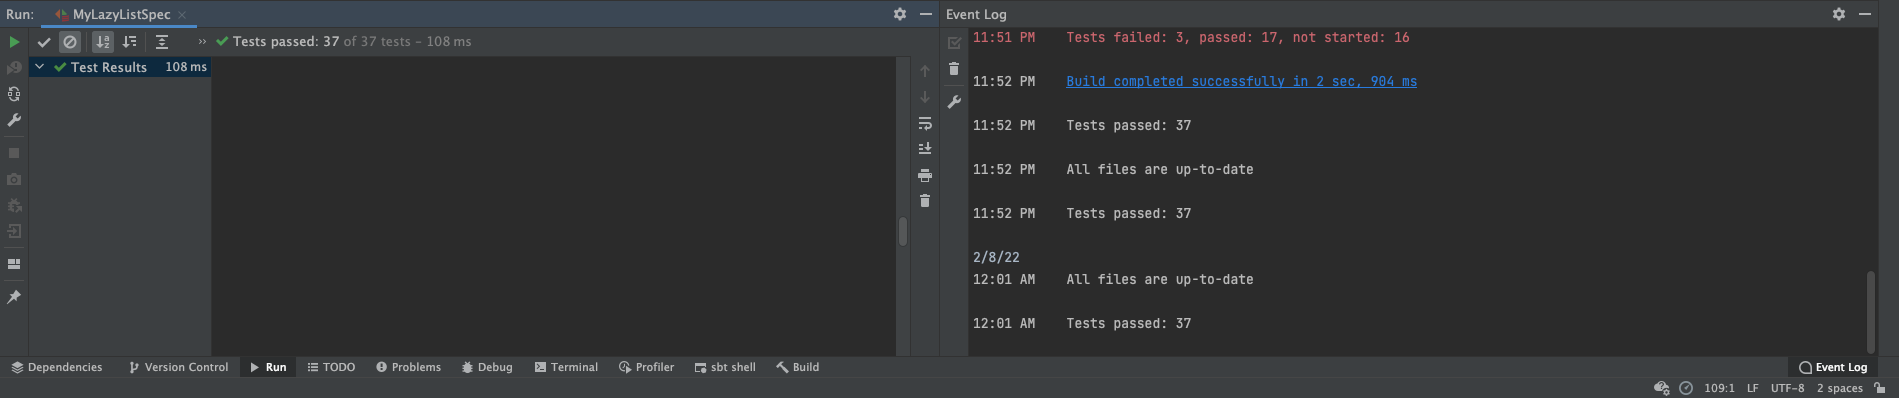 Run: MyLazyListSpec ×
Event Log
» Tests passed: 37 of 37 tests – 108 ms
Test Results 108 ms
11:51 PM Tests failed: 3, passed: 17, not started: 16
11:52 PM Build completed successfully in 2 sec, 904 ms
11:52 PM Tests passed: 37
11:52 PM All files are up-to-date
11:52 PM Tests passed: 37
2/8/22
12:01 AM All files are up-to-date
12:01 AM Tests passed: 37
Dependencies Version Control Run TODO Problems Debug Terminal Profiler sbt shell Build Event Log
109:1 LF UTF-8 2 spaces